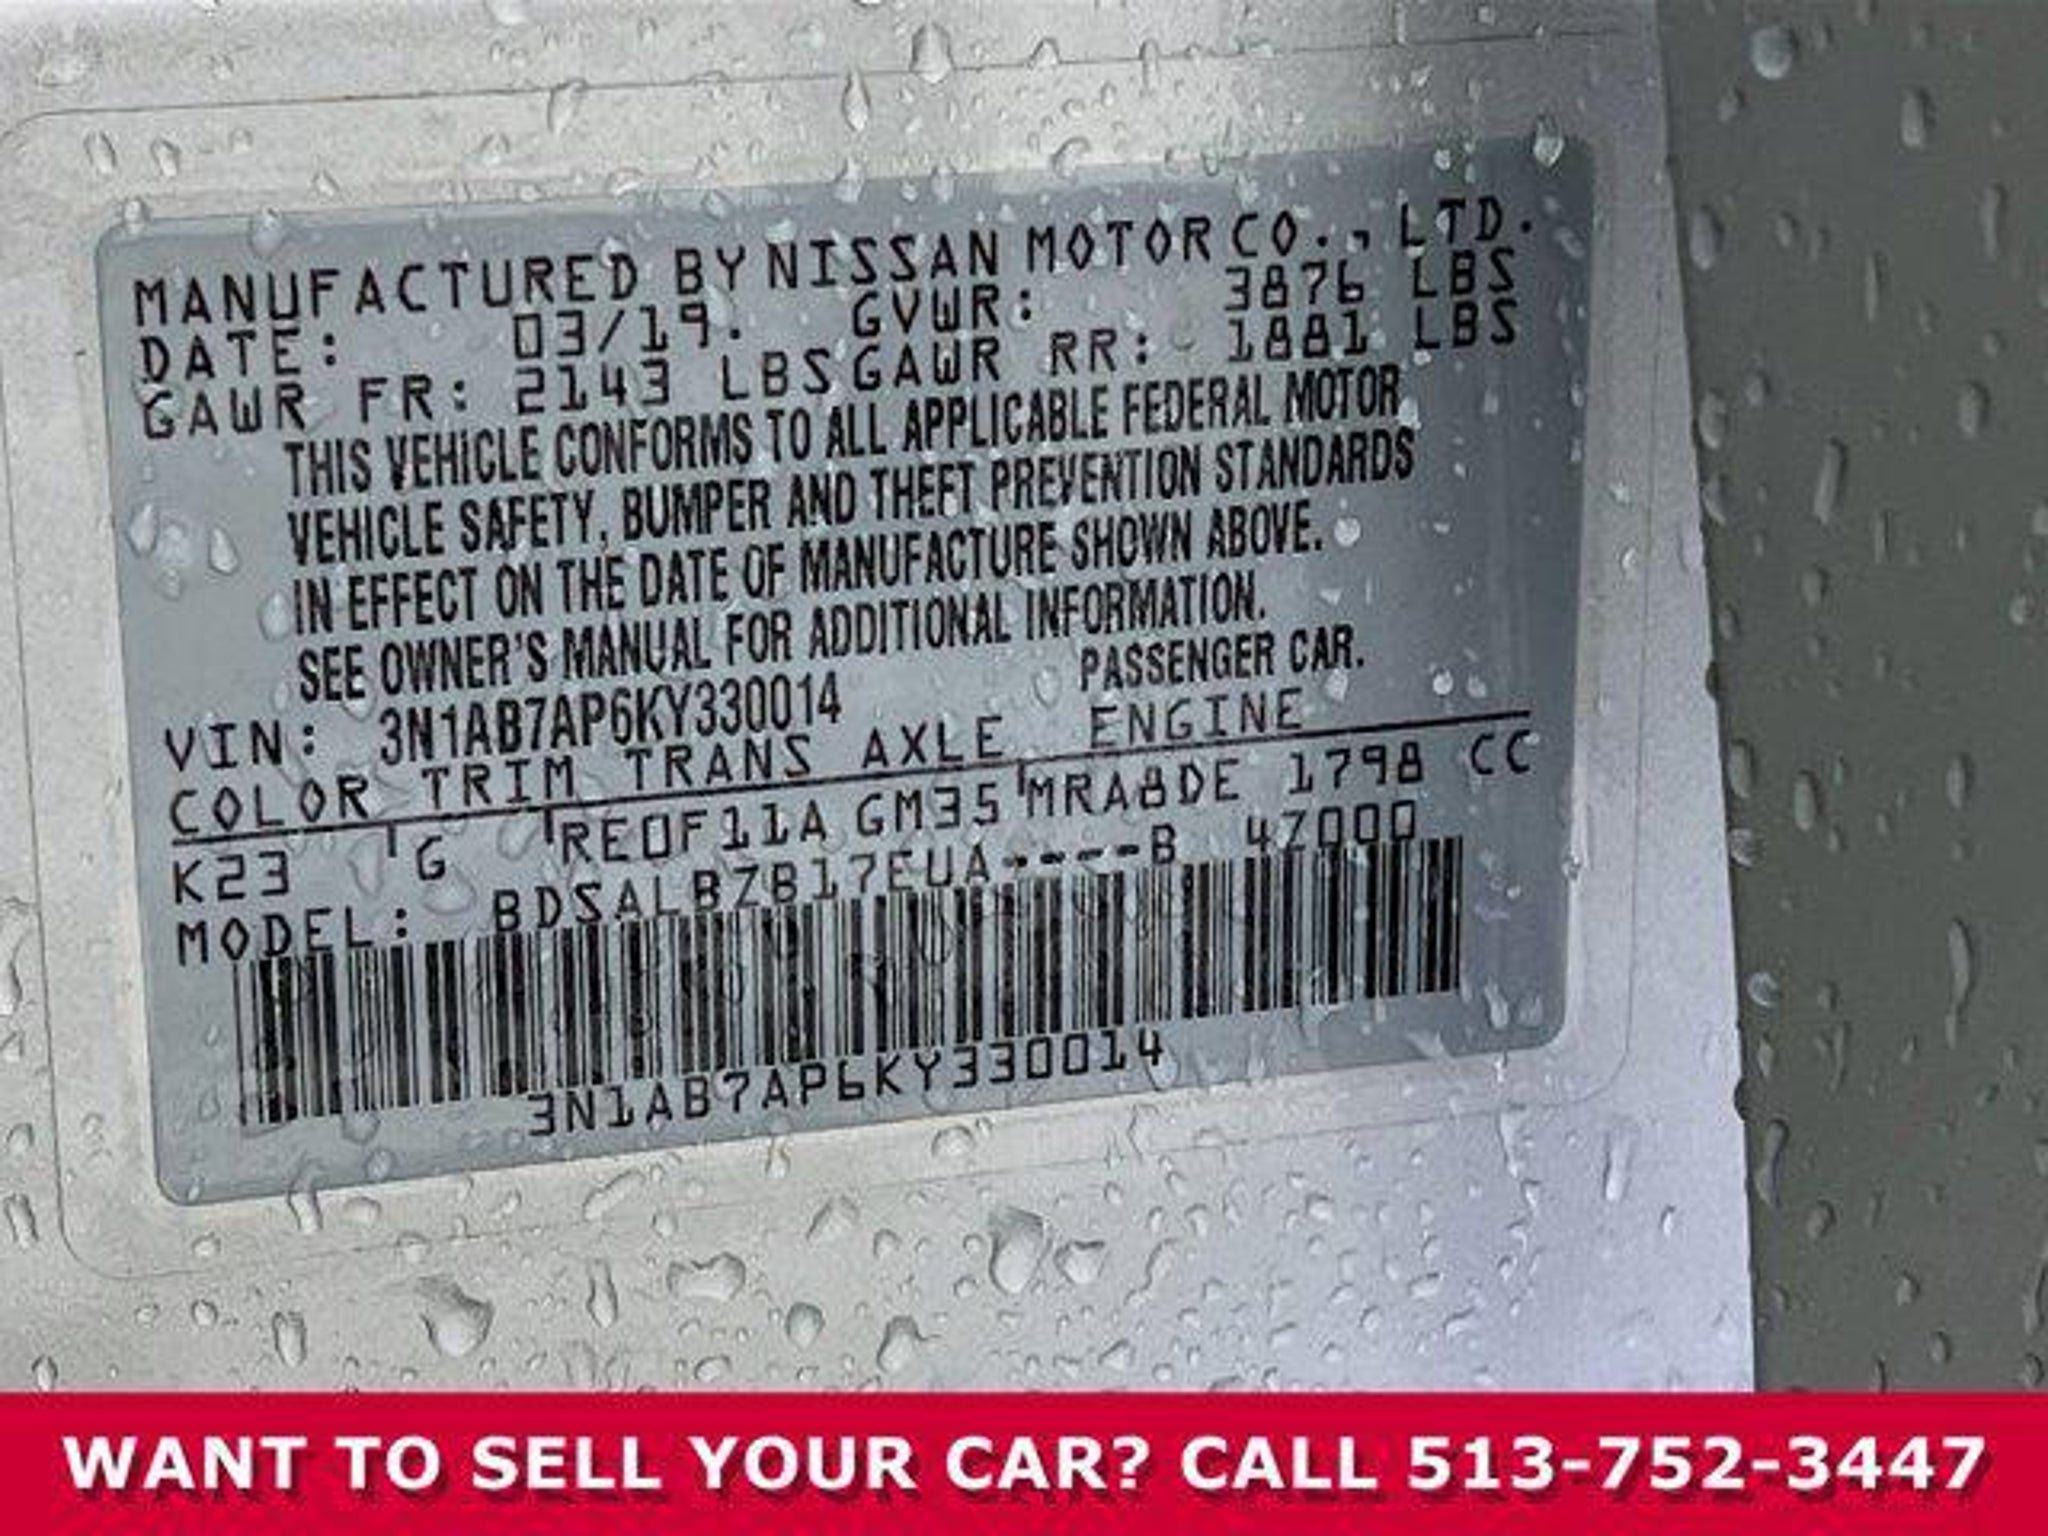 MANUFACTURED BY NISSAN MOTOR CO., LTD.
DATE: 03/19. GVWR: 3876 LBS
GAWR FR: 2143 LBS GAWR RR: 1881 LBS
THIS VEHICLE CONFORMS TO ALL APPLICABLE FEDERAL MOTOR
VEHICLE SAFETY, BUMPER AND THEFT PREVENTION STANDARDS
IN EFFECT ON THE DATE OF MANUFACTURE SHOWN ABOVE.
SEE OWNER'S MANUAL FOR ADDITIONAL INFORMATION.
VIN: 3N1AB7AP6KY330014 PASSENGER CAR.
COLOR TRIM TRANS AXLE ENGINE
K23 G RE0F11A GM35 MRA8DE 1798 CC
MODEL: BDSALBZB17EUA----B 4Z000
3N1AB7AP6KY330014
WANT TO SELL YOUR CAR? CALL 513-752-3447